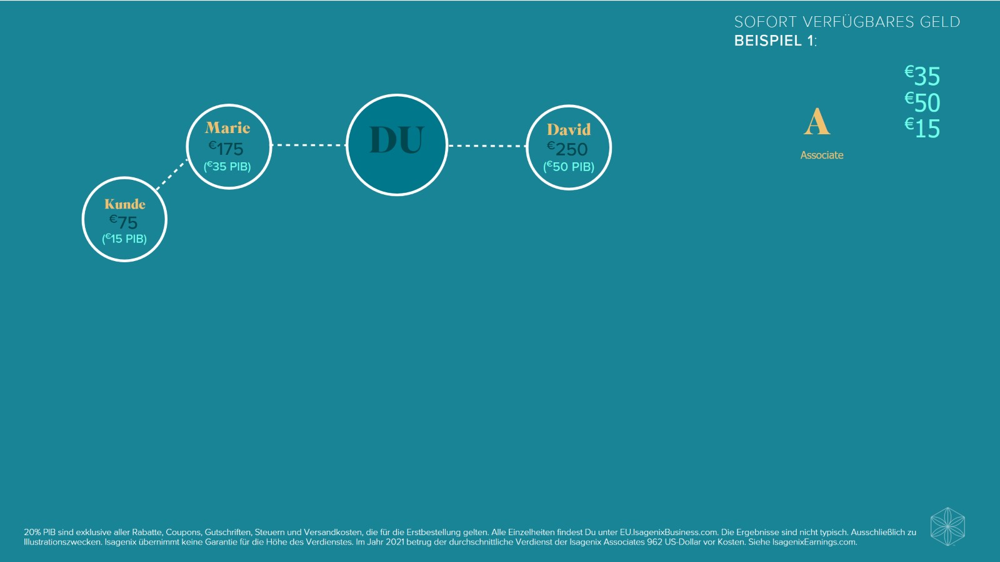 SOFORT VERFÜGBARES GELD
BEISPIEL 1:
€35
€50
€15
A
Associate
Marie
€175
(€35 PIB)
DU
David
€250
(€50 PIB)
Kunde
€75
(€15 PIB)
20% PIB sind exklusive aller Rabatte, Coupons, Gutschriften, Steuern und Versandkosten, die für die Erstbestellung gelten. Alle Einzelheiten findest Du unter EU.IsagenixBusiness.com. Die Ergebnisse sind nicht typisch. Ausschließlich zu
Illustrationszwecken. Isagenix übernimmt keine Garantie für die Höhe des Verdienstes. Im Jahr 2021 betrug der durchschnittliche Verdienst der Isagenix Associates 962 US-Dollar vor Kosten. Siehe IsagenixEarnings.com.